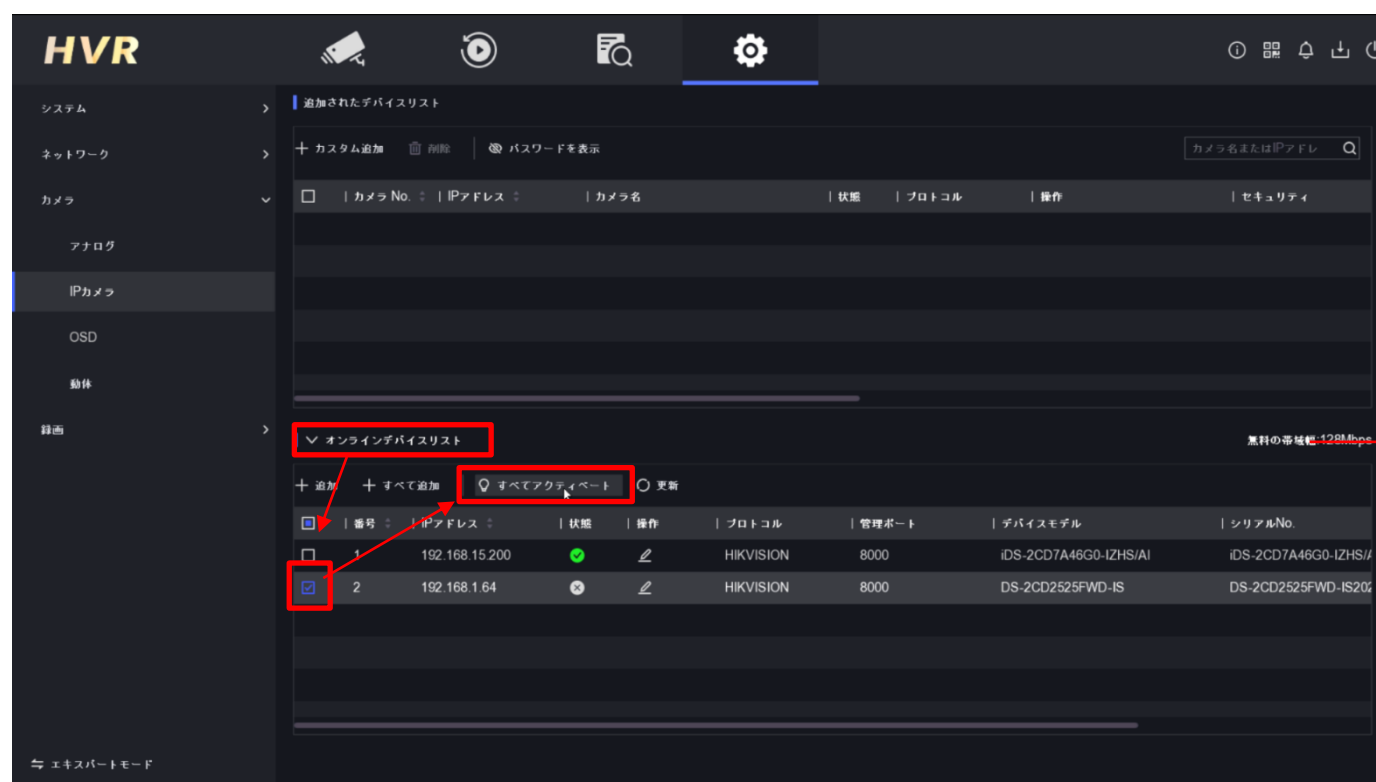 HVR
システム
ネットワーク
カメラ
アナログ
IPカメラ
OSD
動体
録画
エキスパートモード
追加されたデバイスリスト
カスタム追加 削除 パスワードを表示 カメラ名またはIPアドレ
カメラ No. IPアドレス カメラ名 状態 プロトコル 操作 セキュリティ
オンラインデバイスリスト 無料の帯域幅:128Mbps
追加 すべて追加 すべてアクティベート 更新
番号 IPアドレス 状態 操作 プロトコル 管理ポート デバイスモデル シリアルNo.
1 192.168.15.200 HIKVISION 8000 iDS-2CD7A46G0-IZHS/AI iDS-2CD7A46G0-IZHS/
2 192.168.1.64 HIKVISION 8000 DS-2CD2525FWD-IS DS-2CD2525FWD-IS202